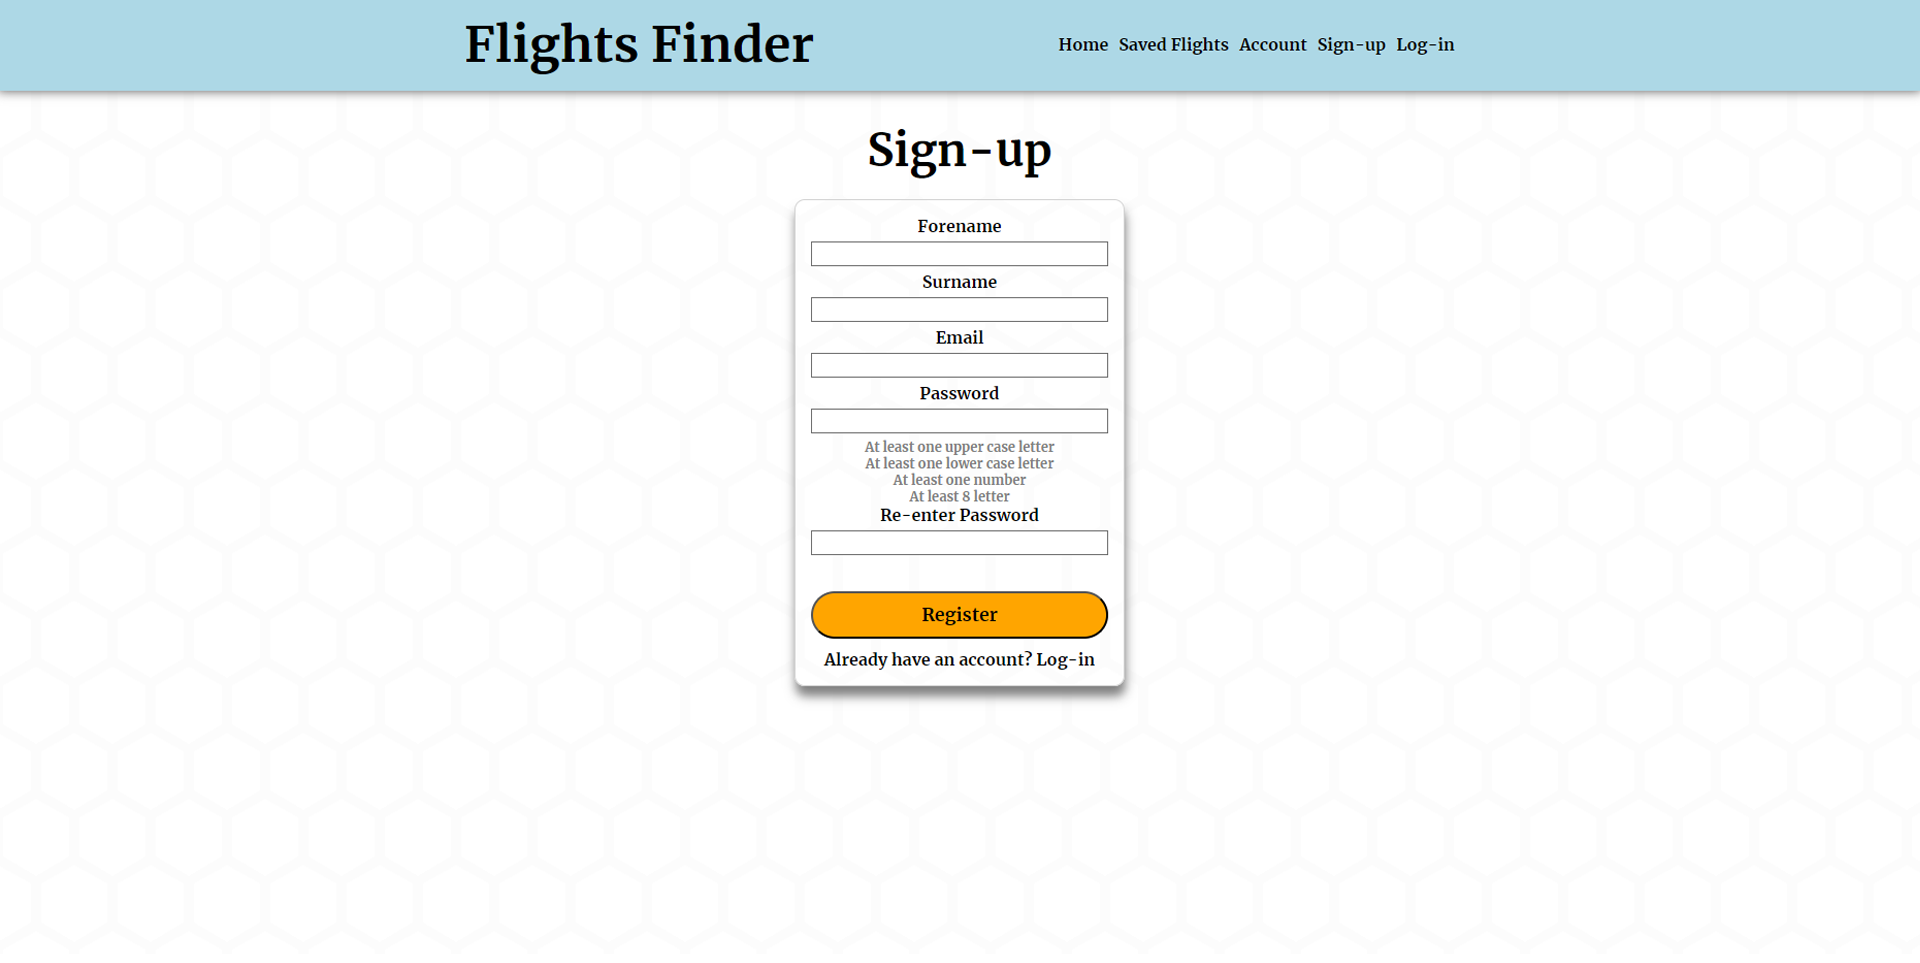 Flights Finder
Home Saved Flights Account Sign-up Log-in
Sign-up
Forename
Surname
Email
Password
At least one upper case letter
At least one lower case letter
At least one number
At least 8 letter
Re-enter Password
Register
Already have an account? Log-in